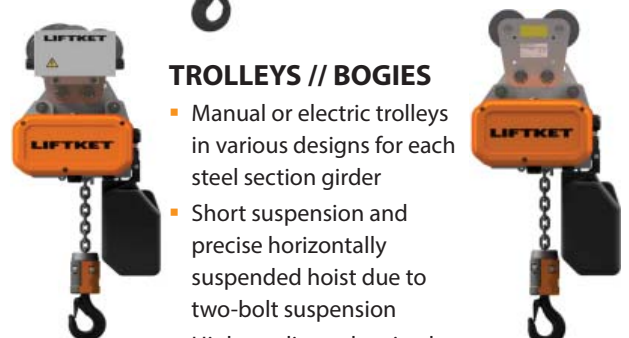 LIFTKET
TROLLEYS // BOGIES
▪ Manual or electric trolleys
in various designs for each
steel section girder
▪ Short suspension and
precise horizontally
suspended hoist due to
two-bolt suspension
LIFTKET
LIFTKET